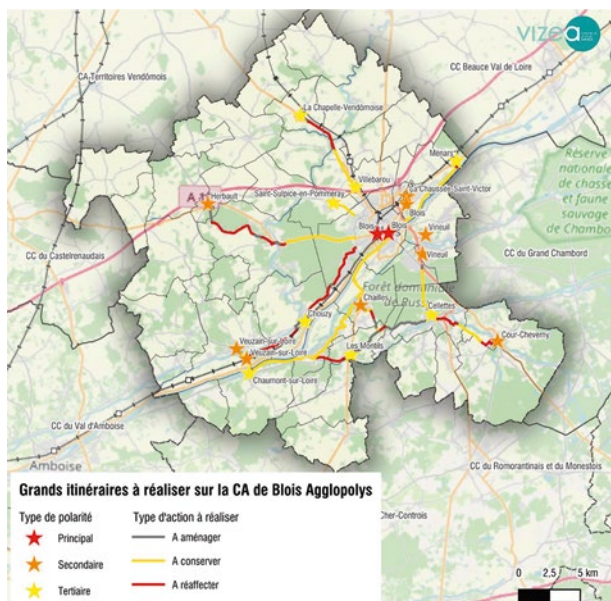 vizea
CA Territoires Vendômois
CC Beauce Val de Loire
La Chapelle-Vendômoise
Ménars
Villebarou
A 1
Herbault
Saint-Sulpice-en-Pommeray
La Chaussée-Saint-Victor
Blois
Blois
Blois
Vineuil
Vineuil
Réserve
nationale
de chasse
et faune
sauvage
de Chambo
CC du Castelrenaudais
CC du Grand Chambord
Forêt domaniale
de Rus
Chailles
Cellettes
Chouzy
Cour-Cheverny
Veuzain-sur-Loire
Veuzain-sur-Loire
Les Montils
Chaumont-sur-Loire
CC du Val d'Amboise
Amboise
CC du Romorantinais et du Monestois
Cher-Controis
Grands itinéraires à réaliser sur la CA de Blois Agglopolys
Type de polarité
Type d'action à réaliser
Principal
A aménager
Secondaire
A conserver
Tertiaire
A réaffecter
0 2,5 5 km